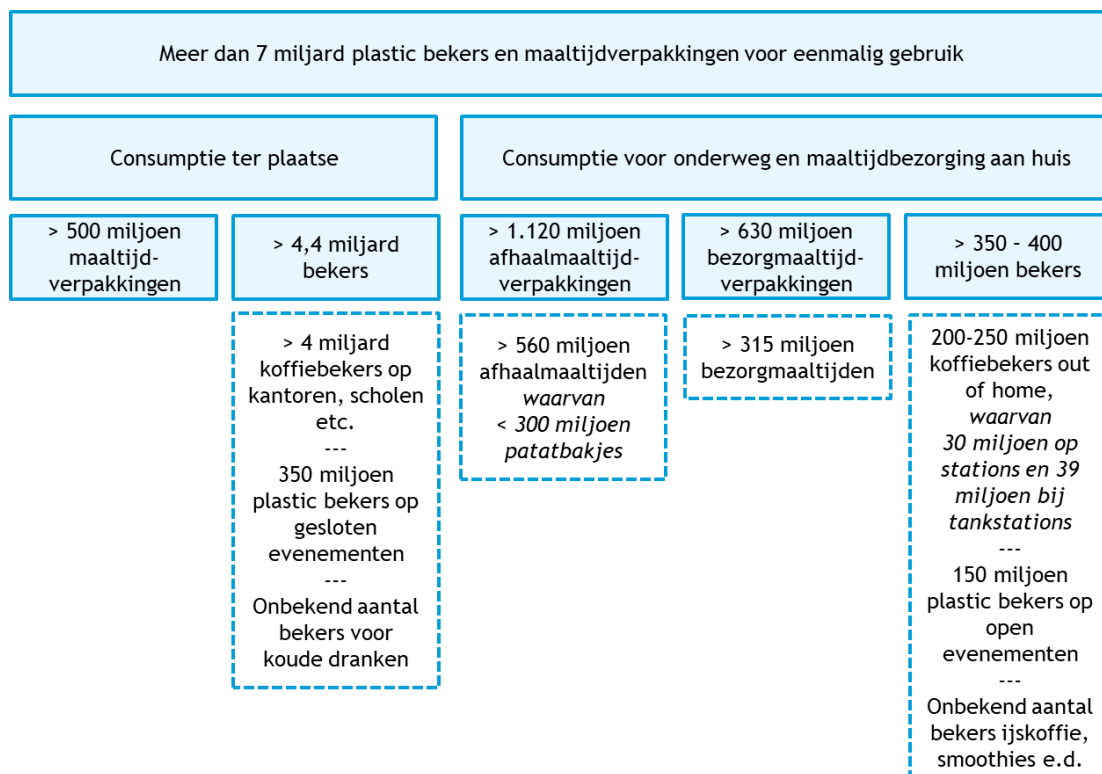 Meer dan 7 miljard plastic bekers en maaltijdverpakkingen voor eenmalig gebruik
Consumptie ter plaatse
Consumptie voor onderweg en maaltijdbezorging aan huis
> 500 miljoen
maaltijd-
verpakkingen
> 4,4 miljard
bekers
> 1.120 miljoen
afhaalmaaltijd-
verpakkingen
> 630 miljoen
bezorgmaaltijd-
verpakkingen
> 350 – 400
miljoen bekers
> 4 miljard
koffiebekers op
kantoren, scholen
etc.
---
350 miljoen
plastic bekers op
gesloten
evenementen
---
Onbekend aantal
bekers voor
koude dranken
> 560 miljoen
afhaalmaaltijden
waarvan
< 300 miljoen
patatbakjes
> 315 miljoen
bezorgmaaltijden
200-250 miljoen
koffiebekers out
of home,
waarvan
30 miljoen op
stations en 39
miljoen bij
tankstations
---
150 miljoen
plastic bekers op
open
evenementen
---
Onbekend aantal
bekers ijskoffie,
smoothies e.d.